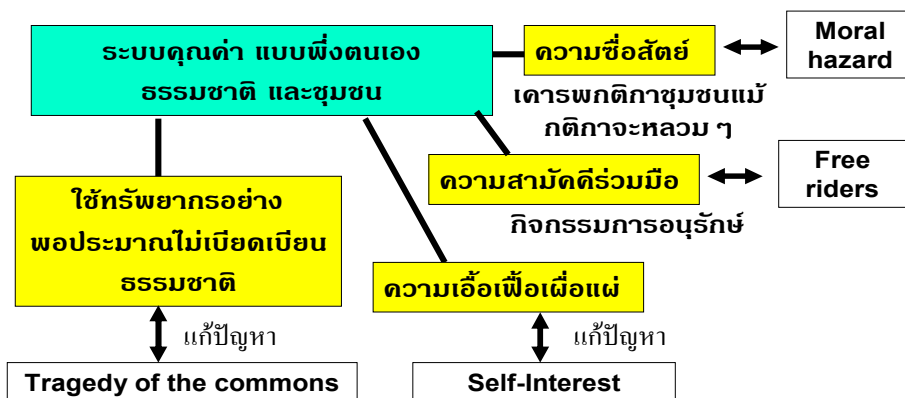 ระบบคุณค่า แบบพึ่งตนเอง
ธรรมชาติ และชุมชน
ความซื่อสัตย์
Moral
hazard
เคารพกติกาชุมชนแม้
กติกาจะหลวม ๆ
ความสามัคคีร่วมมือ
Free
riders
กิจกรรมการอนุรักษ์
ใช้ทรัพยากรอย่าง
พอประมาณไม่เบียดเบียน
ธรรมชาติ
ความเอื้อเฟื้อเผื่อแผ่
แก้ปัญหา
แก้ปัญหา
Tragedy of the commons
Self-Interest